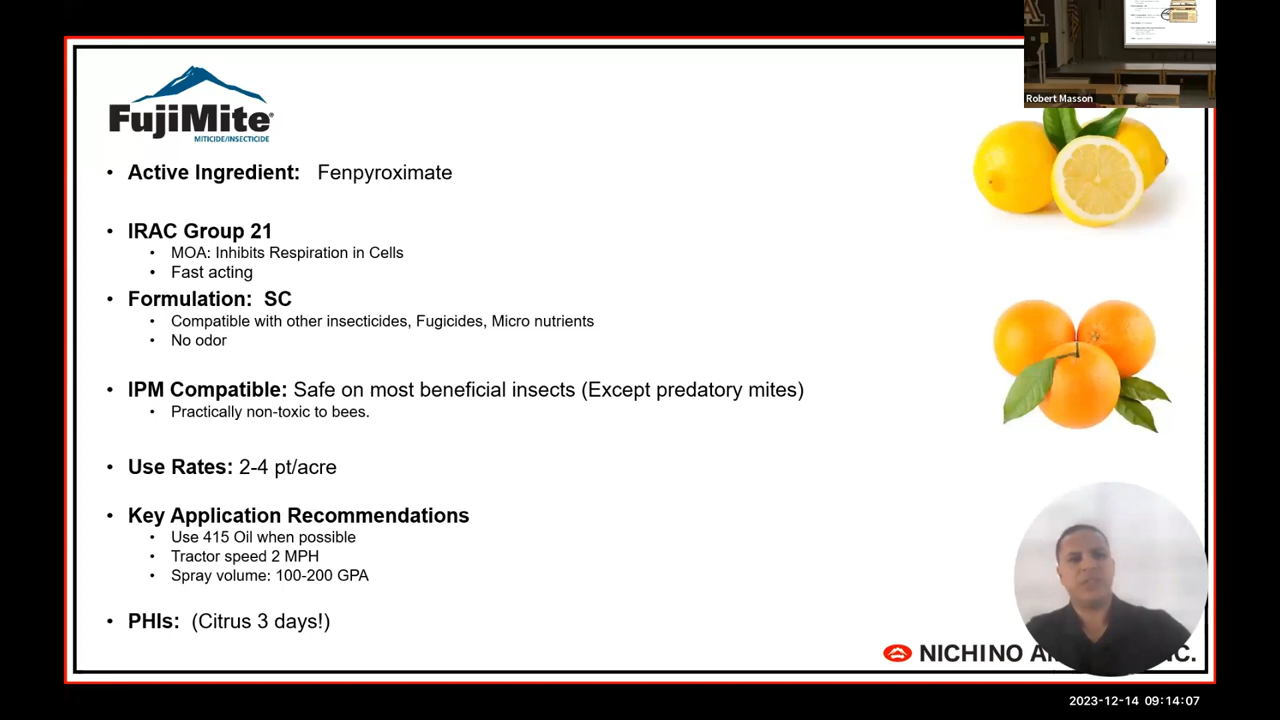 Robert Masson
FujiMite®
MITICIDE/INSECTICIDE
• Active Ingredient: Fenpyroximate
• IRAC Group 21
• MOA: Inhibits Respiration in Cells
• Fast acting
• Formulation: SC
• Compatible with other insecticides, Fugicides, Micro nutrients
• No odor
• IPM Compatible: Safe on most beneficial insects (Except predatory mites)
• Practically non-toxic to bees.
• Use Rates: 2-4 pt/acre
• Key Application Recommendations
• Use 415 Oil when possible
• Tractor speed 2 MPH
• Spray volume: 100-200 GPA
• PHIs: (Citrus 3 days!)
NICHINO
2023-12-14 09:14:07